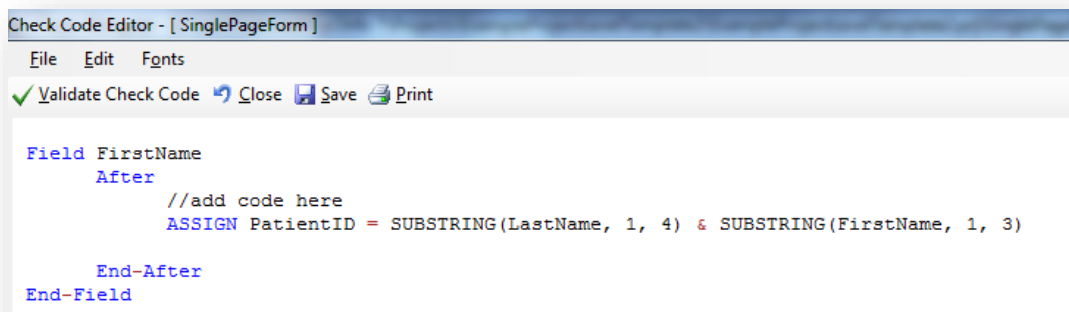 Check Code Editor - [ SinglePageForm ]
File Edit Fonts
Validate Check Code Close Save Print
Field FirstName
After
//add code here
ASSIGN PatientID = SUBSTRING(LastName, 1, 4) & SUBSTRING(FirstName, 1, 3)
End-After
End-Field